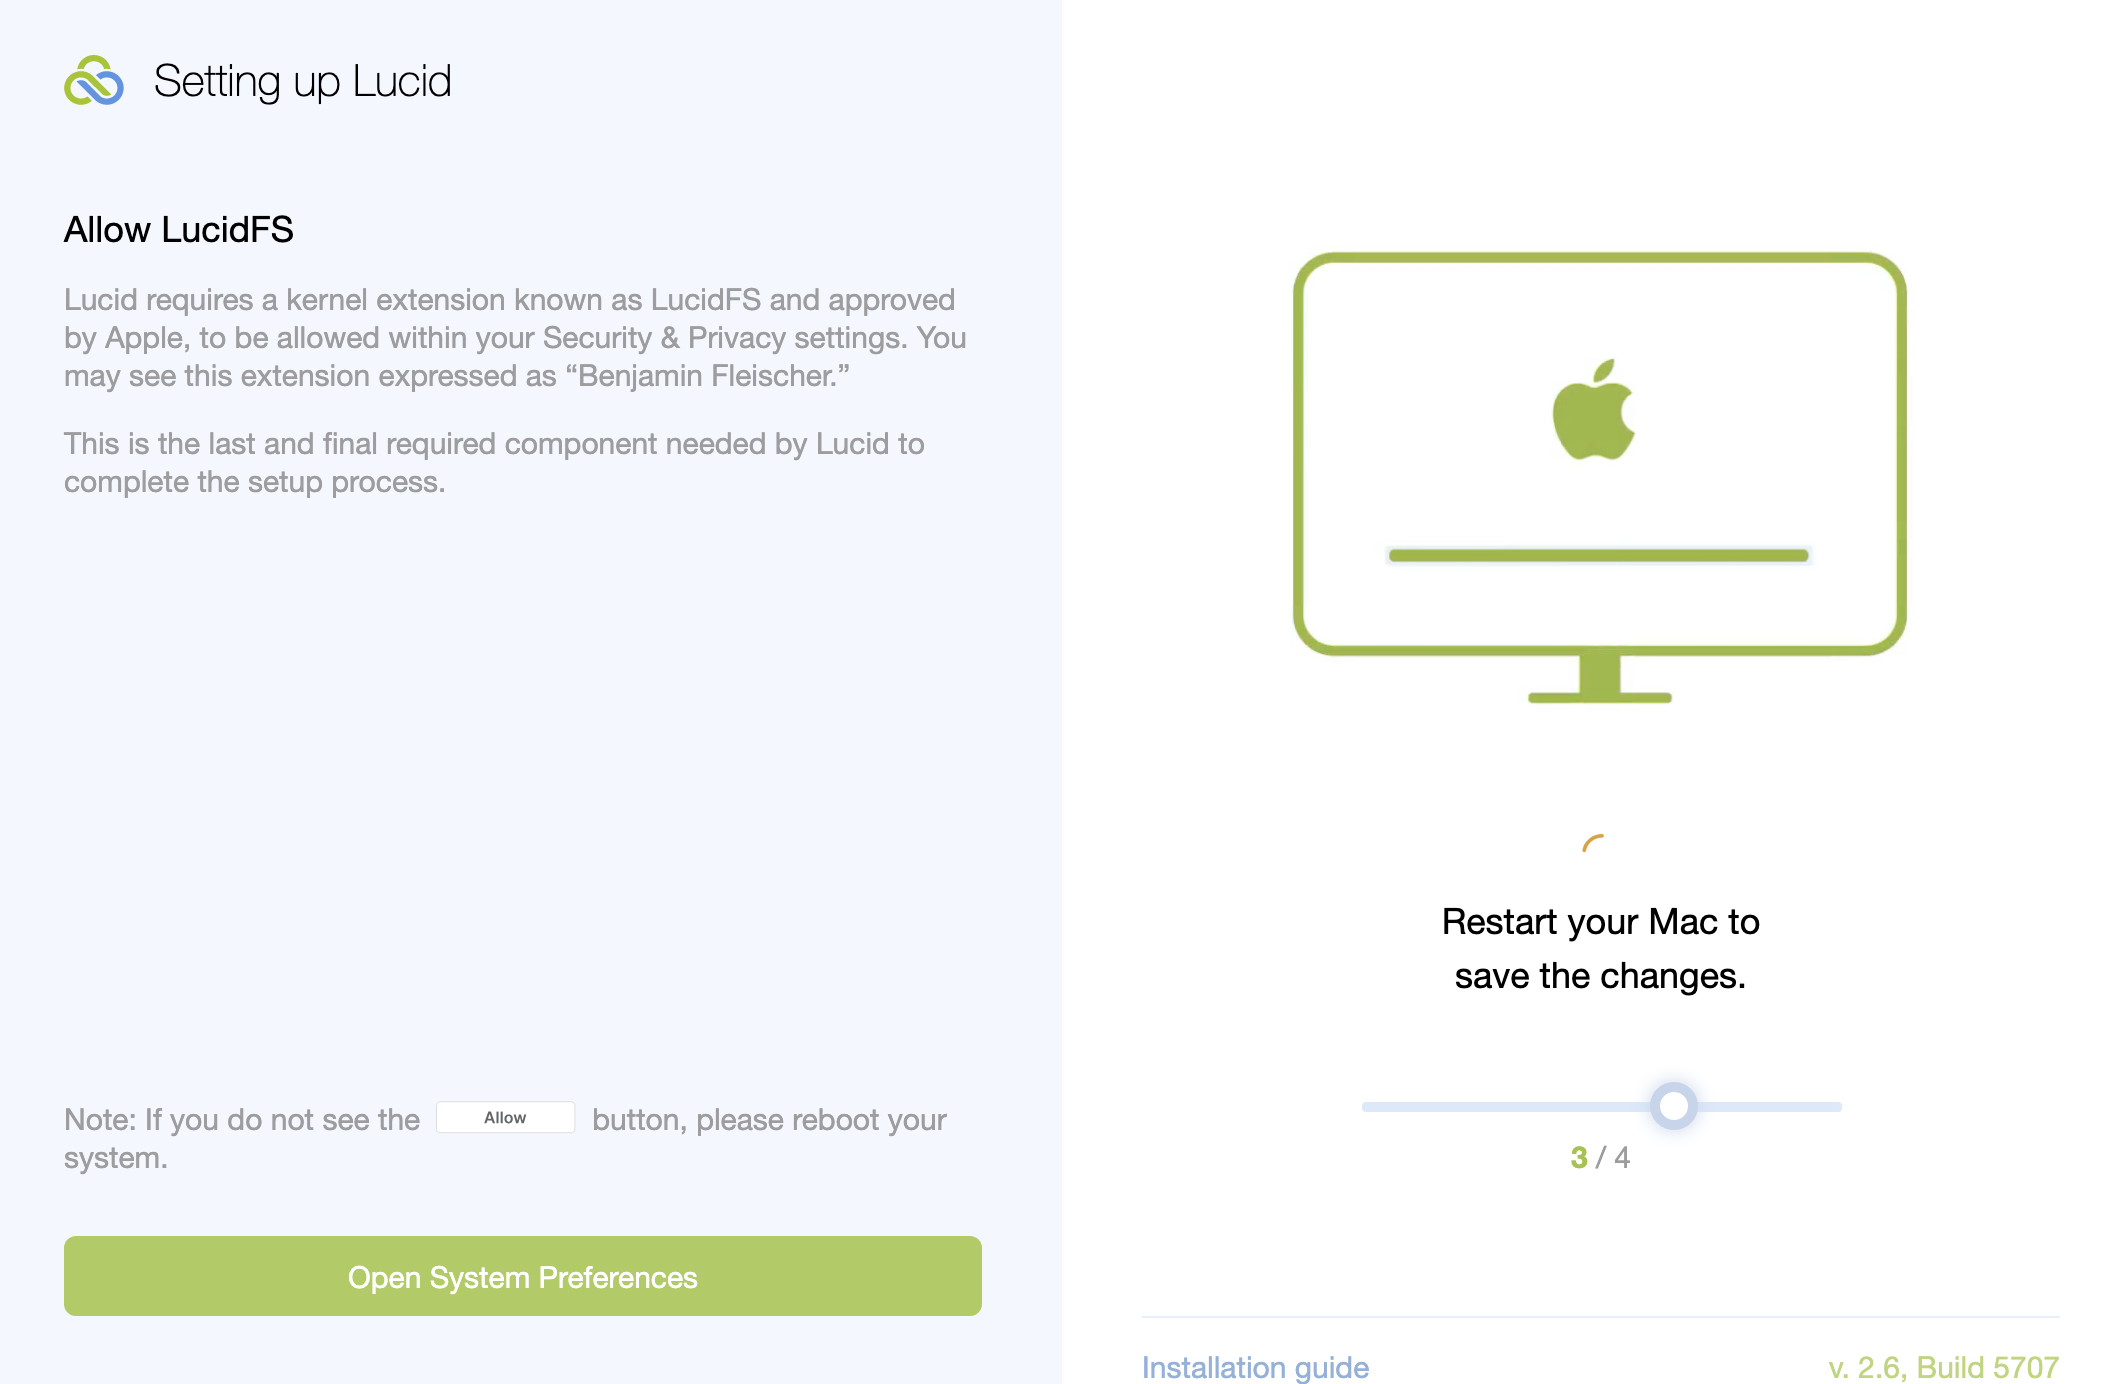 Setting up Lucid
Allow LucidFS
Lucid requires a kernel extension known as LucidFS and approved
by Apple, to be allowed within your Security & Privacy settings. You
may see this extension expressed as “Benjamin Fleischer.”
This is the last and final required component needed by Lucid to
complete the setup process.
Note: If you do not see the Allow button, please reboot your
system.
Open System Preferences
Restart your Mac to
save the changes.
3 / 4
Installation guide
v. 2.6, Build 5707